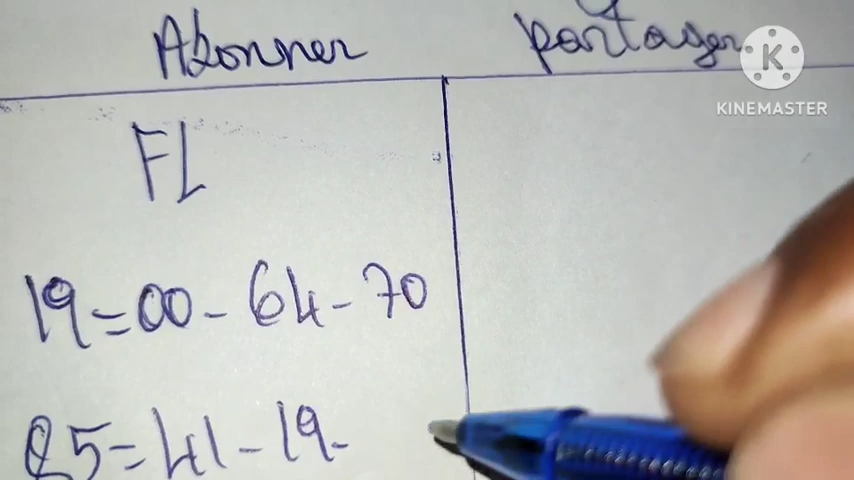 Abonner
partager
KINEMASTER
FL
19=00-64-70
85=41-19-